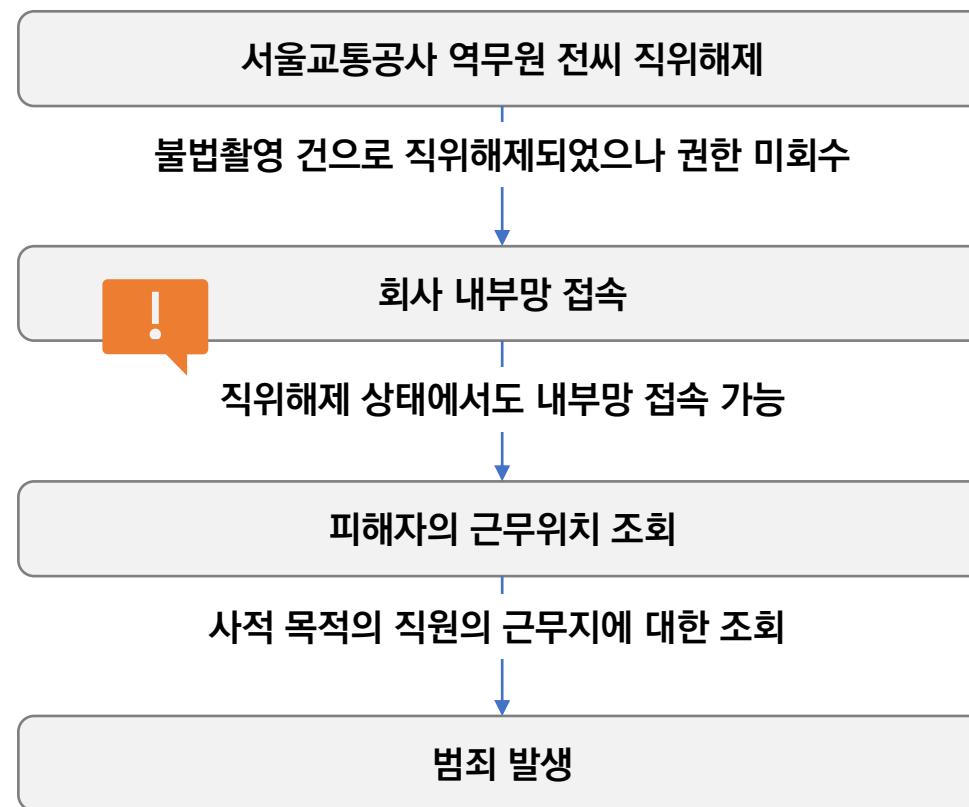 서울교통공사 역무원 전씨 직위해제
불법촬영 건으로 직위해제되었으나 권한 미회수
회사 내부망 접속
!
직위해제 상태에서도 내부망 접속 가능
피해자의 근무위치 조회
사적 목적의 직원의 근무지에 대한 조회
범죄 발생